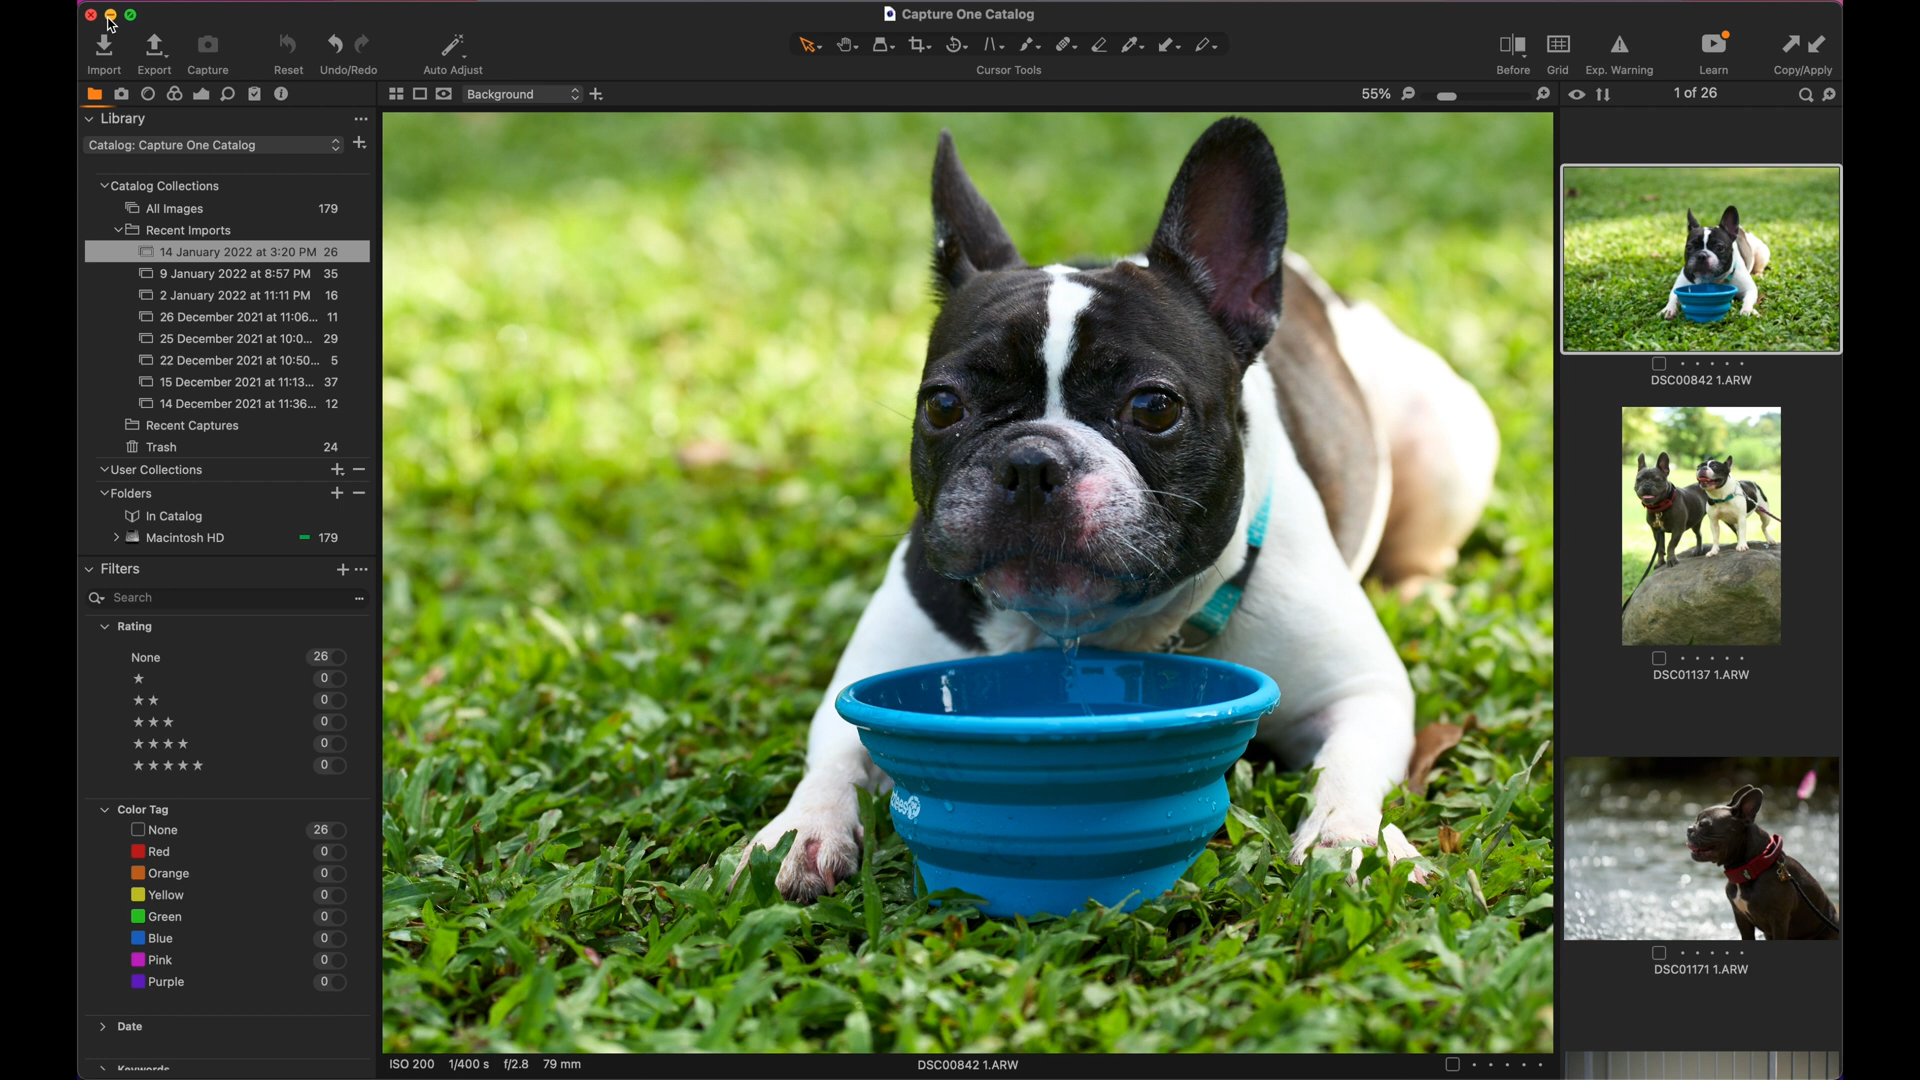 Capture One Catalog
Import Export Capture Reset Undo/Redo Auto Adjust Cursor Tools Before Grid Exp. Warning Learn Copy/Apply
Background 55% 1 of 26
Library
Catalog: Capture One Catalog
Catalog Collections
All Images 179
Recent Imports
14 January 2022 at 3:20 PM 26
9 January 2022 at 8:57 PM 35
2 January 2022 at 11:11 PM 16
26 December 2021 at 11:06... 11
25 December 2021 at 10:0... 29
22 December 2021 at 10:50... 5
15 December 2021 at 11:13... 37
14 December 2021 at 11:36... 12
Recent Captures
Trash 24
User Collections
Folders
In Catalog
Macintosh HD 179
Filters
Search
Rating
None 26
0
0
0
0
0
Color Tag
None 26
Red 0
Orange 0
Yellow 0
Green 0
Blue 0
Pink 0
Purple 0
Date
ISO 200 1/400 s f/2.8 79 mm DSC00842 1.ARW
DSC00842 1.ARW
DSC01137 1.ARW
DSC01171 1.ARW